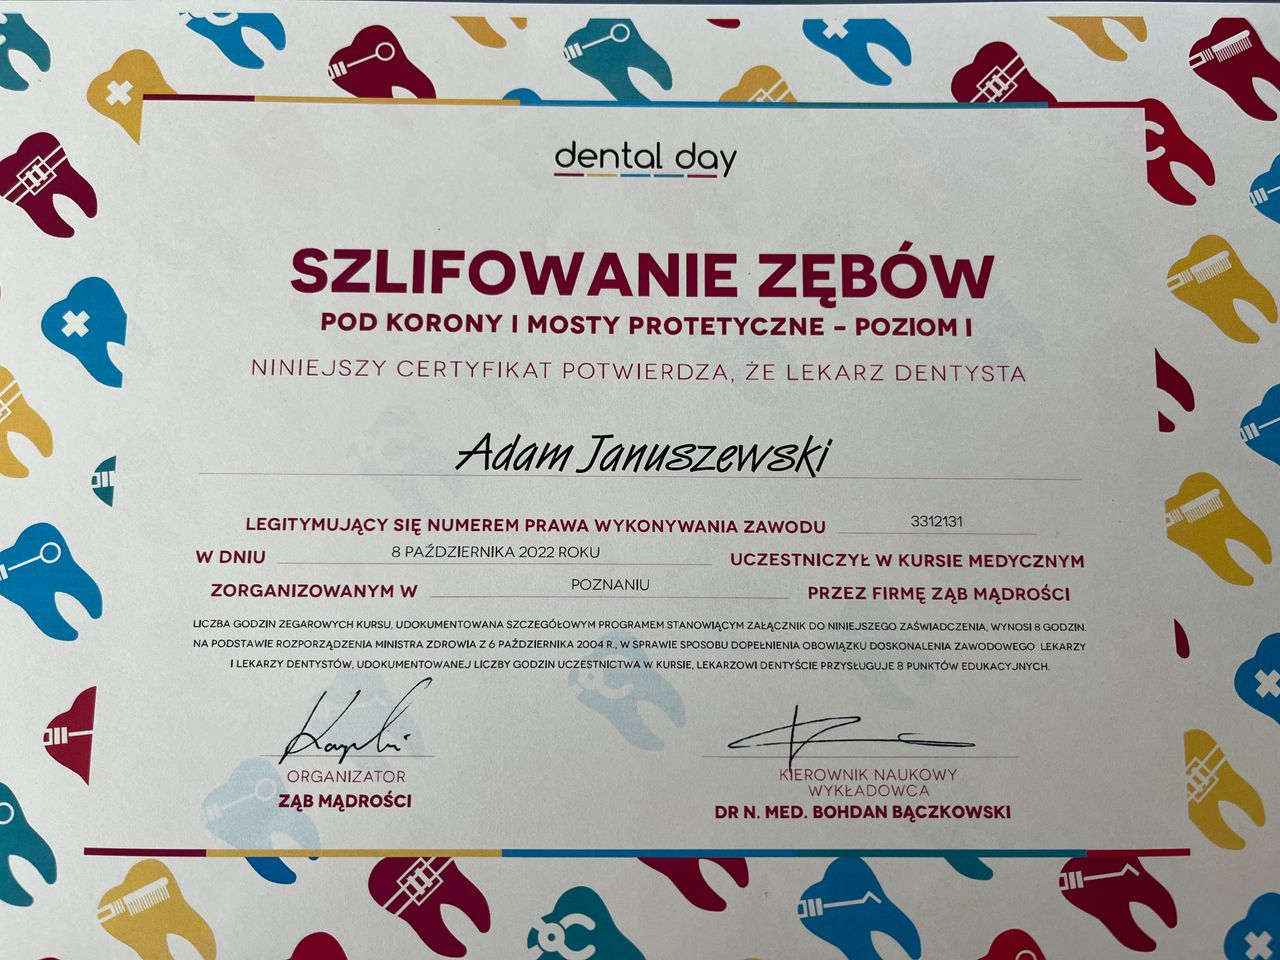 dental day
SZLIFOWANIE ZĘBÓW
POD KORONY I MOSTY PROTETYCZNE – POZIOM I
NINIEJSZY CERTYFIKAT POTWIERDZA, ŻE LEKARZ DENTYSTA
Adam Januszewski
LEGITYMUJĄCY SIĘ NUMEREM PRAWA WYKONYWANIA ZAWODU 3312131
W DNIU 8 PAŹDZIERNIKA 2022 ROKU UCZESTNICZYŁ W KURSIE MEDYCZNYM
ZORGANIZOWANYM W POZNANIU PRZEZ FIRMĘ ZĄB MĄDROŚCI
LICZBA GODZIN ZEGAROWYCH KURSU, UDOKUMENTOWANA SZCZEGÓŁOWYM PROGRAMEM STANOWIĄCYM ZAŁĄCZNIK DO NINIEJSZEGO ZAŚWIADCZENIA, WYNOSI 8 GODZIN.
NA PODSTAWIE ROZPORZĄDZENIA MINISTRA ZDROWIA Z 6 PAŹDZIERNIKA 2004 R., W SPRAWIE SPOSOBU DOPEŁNIENIA OBOWIĄZKU DOSKONALENIA ZAWODOWEGO LEKARZY
I LEKARZY DENTYSTÓW, UDOKUMENTOWANEJ LICZBY GODZIN UCZESTNICTWA W KURSIE, LEKARZOWI DENTYŚCIE PRZYSŁUGUJE 8 PUNKTÓW EDUKACYJNYCH.
ORGANIZATOR
ZĄB MĄDROŚCI
KIEROWNIK NAUKOWY
WYKŁADOWCA
DR N. MED. BOHDAN BĄCZKOWSKI